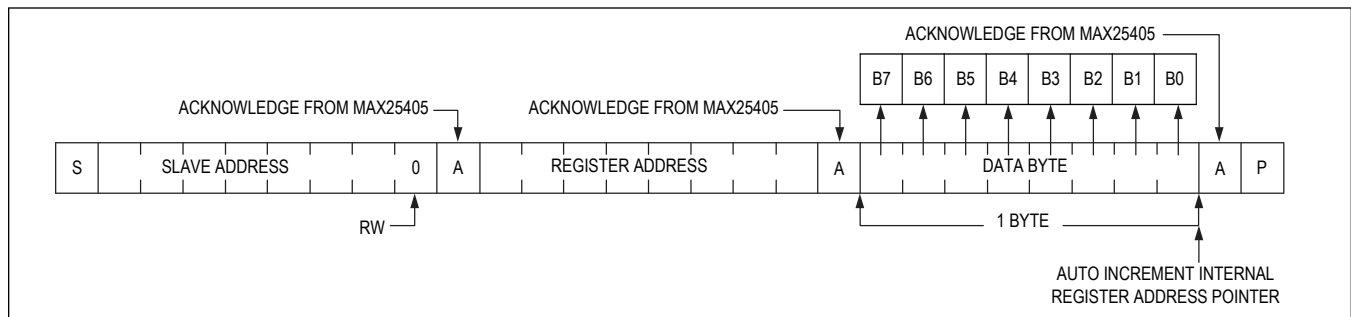 ACKNOWLEDGE FROM MAX25405
B7 B6 B5 B4 B3 B2 B1 B0
ACKNOWLEDGE FROM MAX25405
ACKNOWLEDGE FROM MAX25405
S SLAVE ADDRESS 0 A REGISTER ADDRESS A DATA BYTE A P
RW
1 BYTE
AUTO INCREMENT INTERNAL
REGISTER ADDRESS POINTER